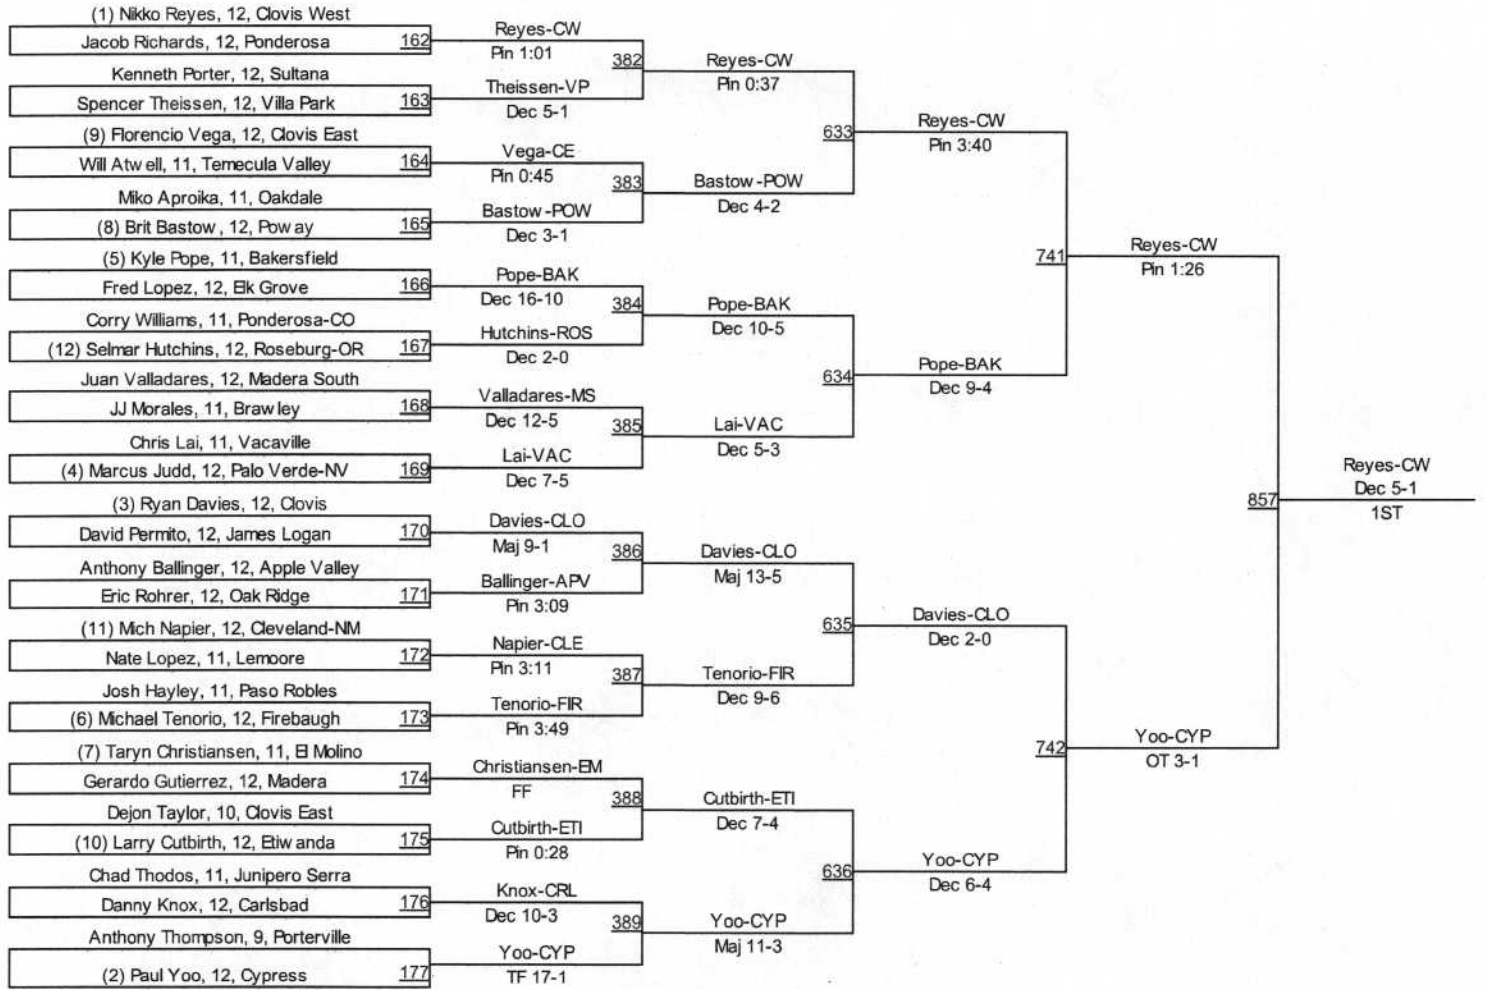 (1) Nikko Reyes, 12, Clovis West
Jacob Richards, 12, Ponderosa 162
Kenneth Porter, 12, Sultana
Spencer Theissen, 12, Villa Park 163
(9) Florencio Vega, 12, Clovis East
Will Atwell, 11, Temecula Valley 164
Miko Aproika, 11, Oakdale
(8) Brit Bastow, 12, Poway 165
(5) Kyle Pope, 11, Bakersfield
Fred Lopez, 12, Elk Grove 166
Corry Williams, 11, Ponderosa-CO
(12) Selmar Hutchins, 12, Roseburg-OR 167
Juan Valladares, 12, Madera South
JJ Morales, 11, Brawley 168
Chris Lai, 11, Vacaville
(4) Marcus Judd, 12, Palo Verde-NV 169
(3) Ryan Davies, 12, Clovis
David Permito, 12, James Logan 170
Anthony Ballinger, 12, Apple Valley
Eric Rohrer, 12, Oak Ridge 171
(11) Mich Napier, 12, Cleveland-NM
Nate Lopez, 11, Lemoore 172
Josh Hayley, 11, Paso Robles
(6) Michael Tenorio, 12, Firebaugh 173
(7) Taryn Christiansen, 11, El Molino
Gerardo Gutierrez, 12, Madera 174
Dejon Taylor, 10, Clovis East
(10) Larry Cutbirth, 12, Etiwanda 175
Chad Thodos, 11, Junipero Serra
Danny Knox, 12, Carlsbad 176
Anthony Thompson, 9, Porterville
(2) Paul Yoo, 12, Cypress 177
Reyes-CW
Pin 1:01
382
Theissen-VP
Dec 5-1
Vega-CE
Pin 0:45
383
Bastow-POW
Dec 3-1
Pope-BAK
Dec 16-10
384
Hutchins-ROS
Dec 2-0
Valladares-MS
Dec 12-5
385
Lai-VAC
Dec 7-5
Davies-CLO
Maj 9-1
386
Ballinger-APV
Pin 3:09
Napier-CLE
Pin 3:11
387
Tenorio-FIR
Pin 3:49
Christiansen-EM
FF
388
Cutbirth-ETI
Pin 0:28
Knox-CRL
Dec 10-3
389
Yoo-CYP
TF 17-1
Reyes-CW
Pin 0:37
633
Bastow-POW
Dec 4-2
Pope-BAK
Dec 10-5
634
Lai-VAC
Dec 5-3
Davies-CLO
Maj 13-5
635
Tenorio-FIR
Dec 9-6
Cutbirth-ETI
Dec 7-4
636
Yoo-CYP
Maj 11-3
Reyes-CW
Pin 3:40
741
Pope-BAK
Dec 9-4
Davies-CLO
Dec 2-0
742
Yoo-CYP
Dec 6-4
Reyes-CW
Pin 1:26
857
Yoo-CYP
OT 3-1
Reyes-CW
Dec 5-1
1ST